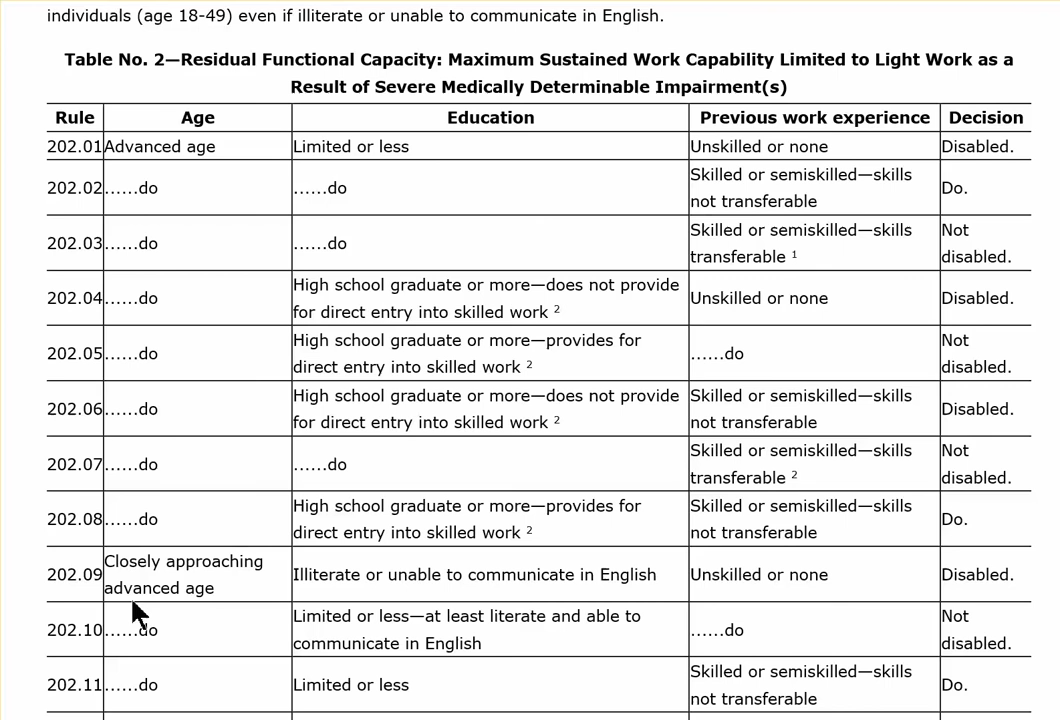 individuals (age 18-49) even if illiterate or unable to communicate in English.
Table No. 2—Residual Functional Capacity: Maximum Sustained Work Capability Limited to Light Work as a
Result of Severe Medically Determinable Impairment(s)
Rule Age Education Previous work experience Decision
202.01 Advanced age Limited or less Unskilled or none Disabled.
202.02 ......do ......do Skilled or semiskilled—skills
not transferable Do.
202.03 ......do ......do Skilled or semiskilled—skills
transferable 1 Not
disabled.
202.04 ......do High school graduate or more—does not provide
for direct entry into skilled work 2 Unskilled or none Disabled.
202.05 ......do High school graduate or more—provides for
direct entry into skilled work 2 ......do Not
disabled.
202.06 ......do High school graduate or more—does not provide
for direct entry into skilled work 2 Skilled or semiskilled—skills
not transferable Disabled.
202.07 ......do ......do Skilled or semiskilled—skills
transferable 2 Not
disabled.
202.08 ......do High school graduate or more—provides for
direct entry into skilled work 2 Skilled or semiskilled—skills
not transferable Do.
202.09 Closely approaching
advanced age Illiterate or unable to communicate in English Unskilled or none Disabled.
202.10 ......do Limited or less—at least literate and able to
communicate in English ......do Not
disabled.
202.11 ......do Limited or less Skilled or semiskilled—skills
not transferable Do.